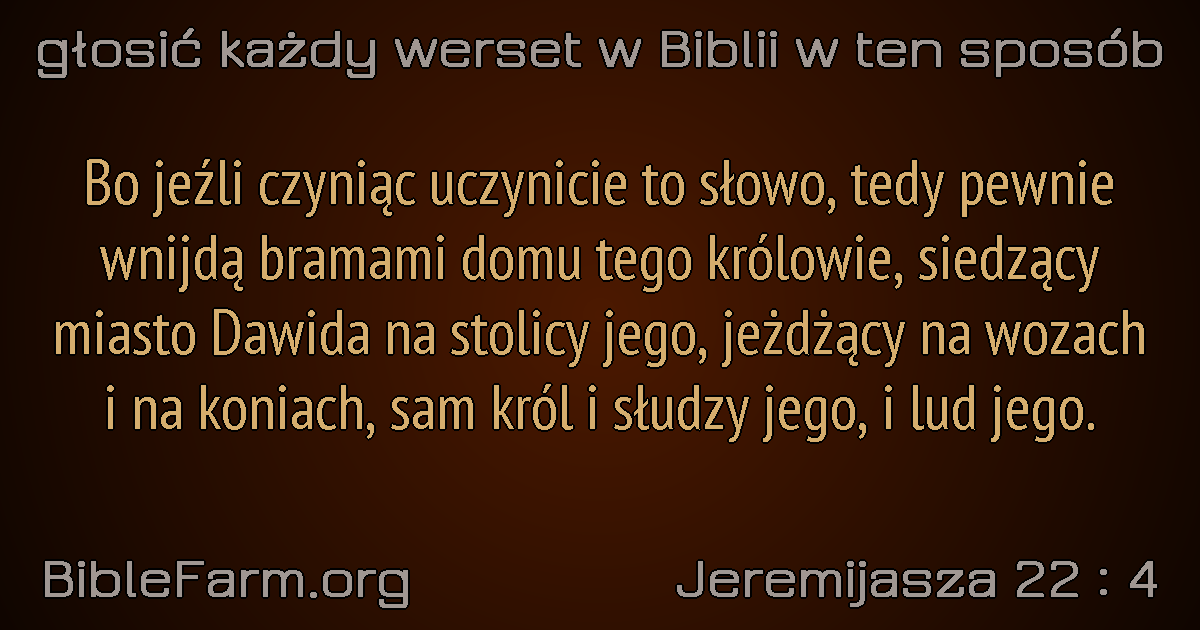 głosić każdy werset w Biblii w ten sposób
Bo jeźli czyniąc uczynicie to słowo, tedy pewnie
wnijdą bramami domu tego królowie, siedzący
miasto Dawida na stolicy jego, jeżdżący na wozach
i na koniach, sam król i słudzy jego, i lud jego.
BibleFarm.org
Jeremijasza 22 : 4